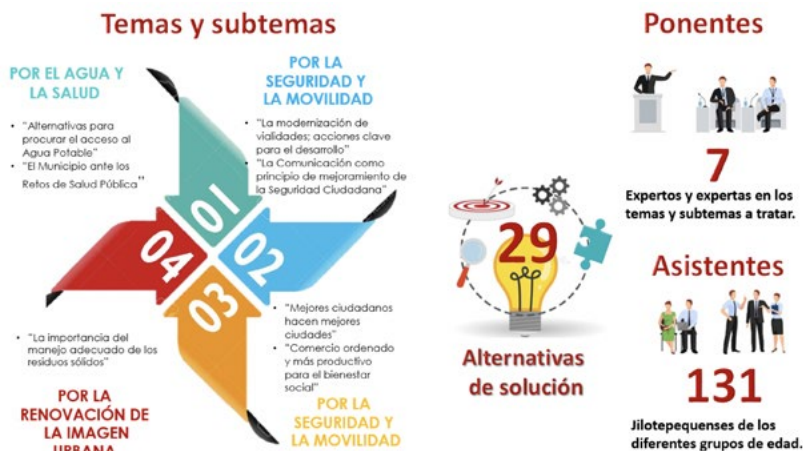 Temas y subtemas
POR EL AGUA Y
LA SALUD
• "Alternativas para
procurar el acceso al
Agua Potable"
• "El Municipio ante los
Retos de Salud Pública"
POR LA
SEGURIDAD Y
LA MOVILIDAD
• "La modernización de
vialidades; acciones clave
para el desarrollo"
• "La Comunicación como
principio de mejoramiento de
la Seguridad Ciudadana"
01
02
03
04
• "La importancia del
manejo adecuado de los
residuos sólidos"
POR LA
RENOVACIÓN DE
LA IMAGEN
URBANA
• "Mejores ciudadanos
hacen mejores
ciudades"
• "Comercio ordenado
y más productivo
para el bienestar
social"
POR LA
SEGURIDAD Y
LA MOVILIDAD
29
Alternativas
de solución
Ponentes
7
Expertos y expertas en los
temas y subtemas a tratar.
Asistentes
131
Jilotepequenses de los
diferentes grupos de edad.